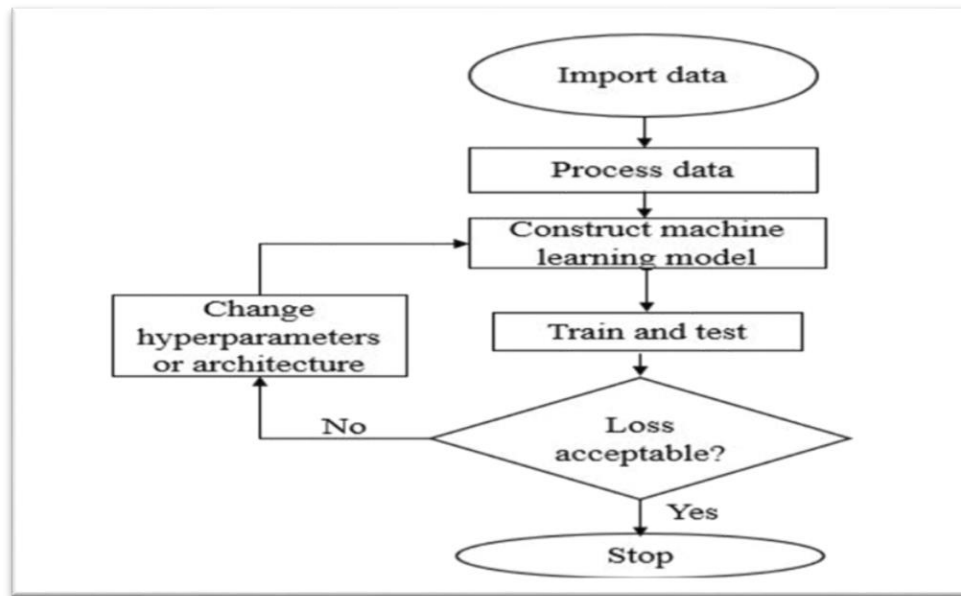 Import data
Process data
Construct machine
learning model
Change
hyperparameters
or architecture
Train and test
No
Loss
acceptable?
Yes
Stop